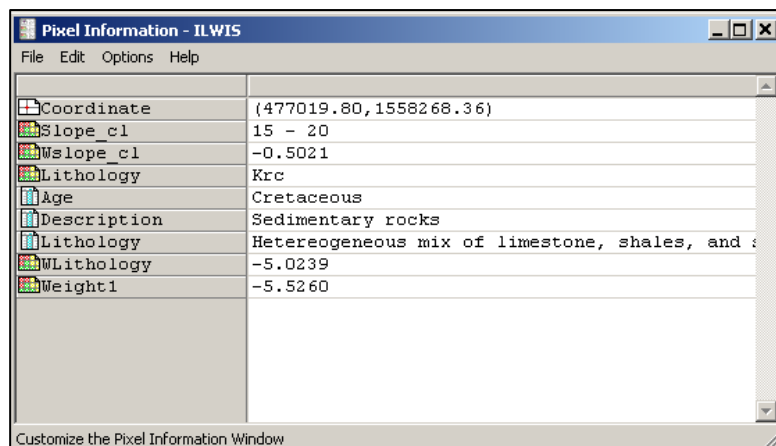 Pixel Information - ILWIS
File Edit Options Help
Coordinate (477019.80,1558268.36)
Slope_cl 15 - 20
Wslope_cl -0.5021
Lithology Krc
Age Cretaceous
Description Sedimentary rocks
Lithology Hetereogeneous mix of limestone, shales, and
WLithology -5.0239
Weight1 -5.5260
Customize the Pixel Information Window